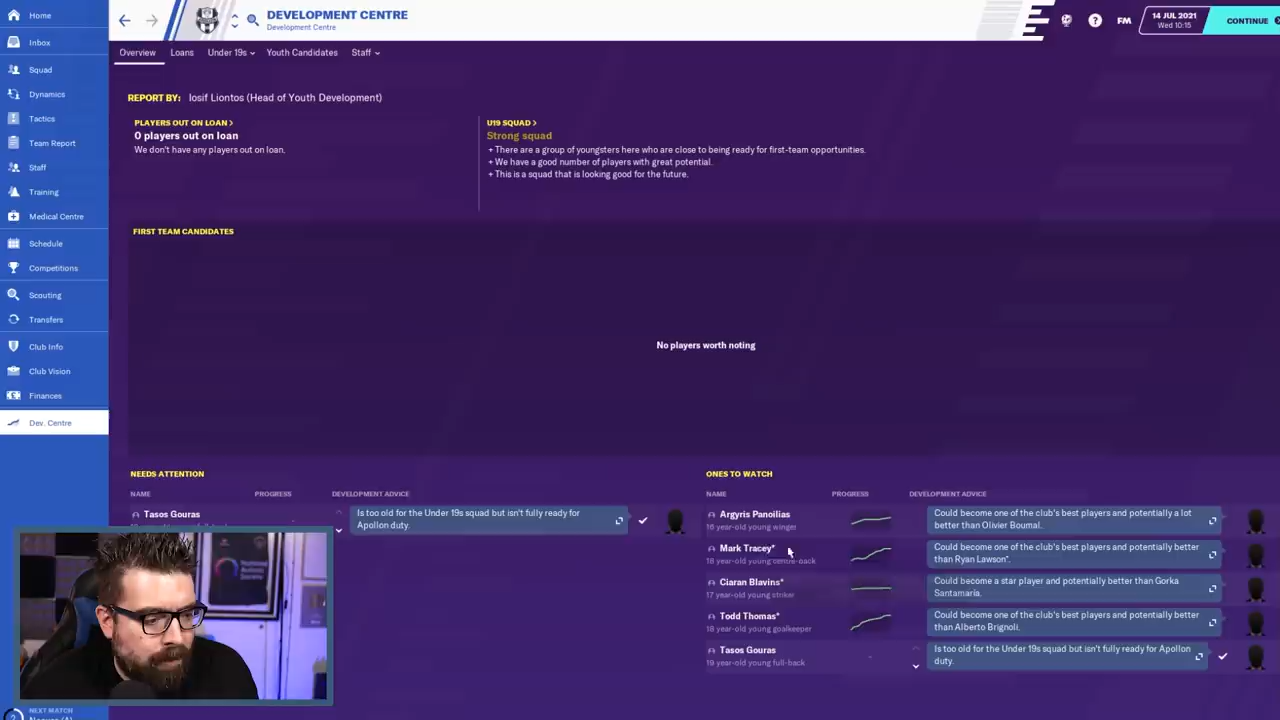 Home
Inbox
Squad
Dynamics
Tactics
Team Report
Staff
Training
Medical Centre
Schedule
Competitions
Scouting
Transfers
Club Info
Club Vision
Finances
Dev. Centre
DEVELOPMENT CENTRE
Development Centre
?
FM
14 JUL 2021
Wed 10:15
CONTINUE
Overview
Loans
Under 19s
Youth Candidates
Staff
REPORT BY: Iosif Liontos (Head of Youth Development)
PLAYERS OUT ON LOAN >
0 players out on loan
We don't have any players out on loan.
U19 SQUAD >
Strong squad
+ There are a group of youngsters here who are close to being ready for first-team opportunities.
+ We have a good number of players with great potential.
+ This is a squad that is looking good for the future.
FIRST TEAM CANDIDATES
No players worth noting
NEEDS ATTENTION
NAME PROGRESS DEVELOPMENT ADVICE
Tasos Gouras
Is too old for the Under 19s squad but isn't fully ready for
Apollon duty.
ONES TO WATCH
NAME PROGRESS DEVELOPMENT ADVICE
Argyris Panoilias
16 year-old young winger
Could become one of the club's best players and potentially a lot
better than Olivier Boumal.
Mark Tracey*
18 year-old young centre-back
Could become one of the club's best players and potentially better
than Ryan Lawson*.
Ciaran Blavins*
17 year-old young striker
Could become a star player and potentially better than Gorka
Santamaría.
Todd Thomas*
18 year-old young goalkeeper
Could become one of the club's best players and potentially better
than Alberto Brignoli.
Tasos Gouras
19 year-old young full-back
Is too old for the Under 19s squad but isn't fully ready for Apollon
duty.
NEXT MATCH